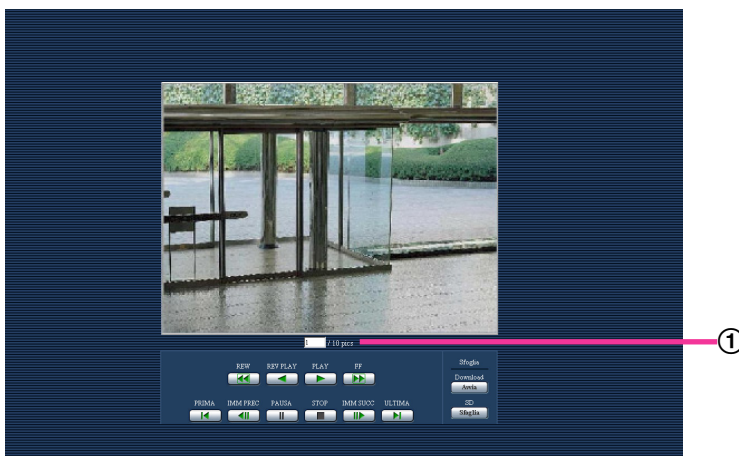 1 / 10 pics
①
REW REV PLAY PLAY FF
Sfoglia
Download
Avvia
PRIMA IMM PREC PAUSA STOP IMM SUCC ULTIMA
SD
Sfoglia